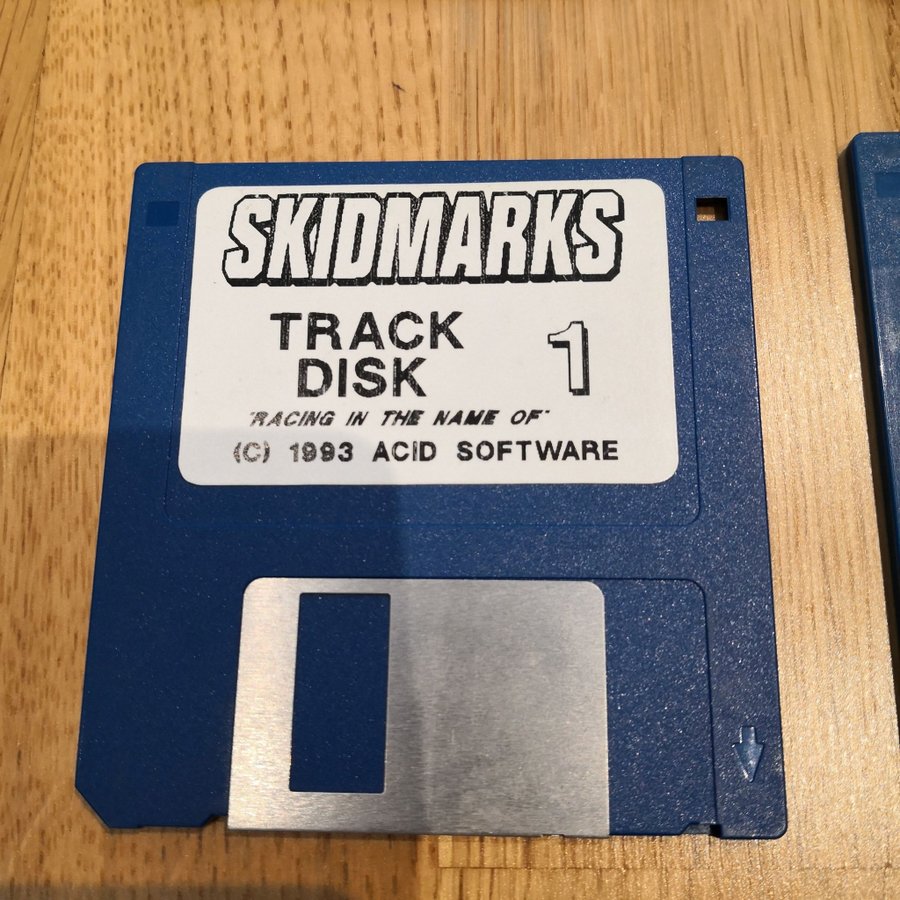 SKIDMARKS
TRACK
DISK 1
"RACING IN THE NAME OF"
(C) 1993 ACID SOFTWARE